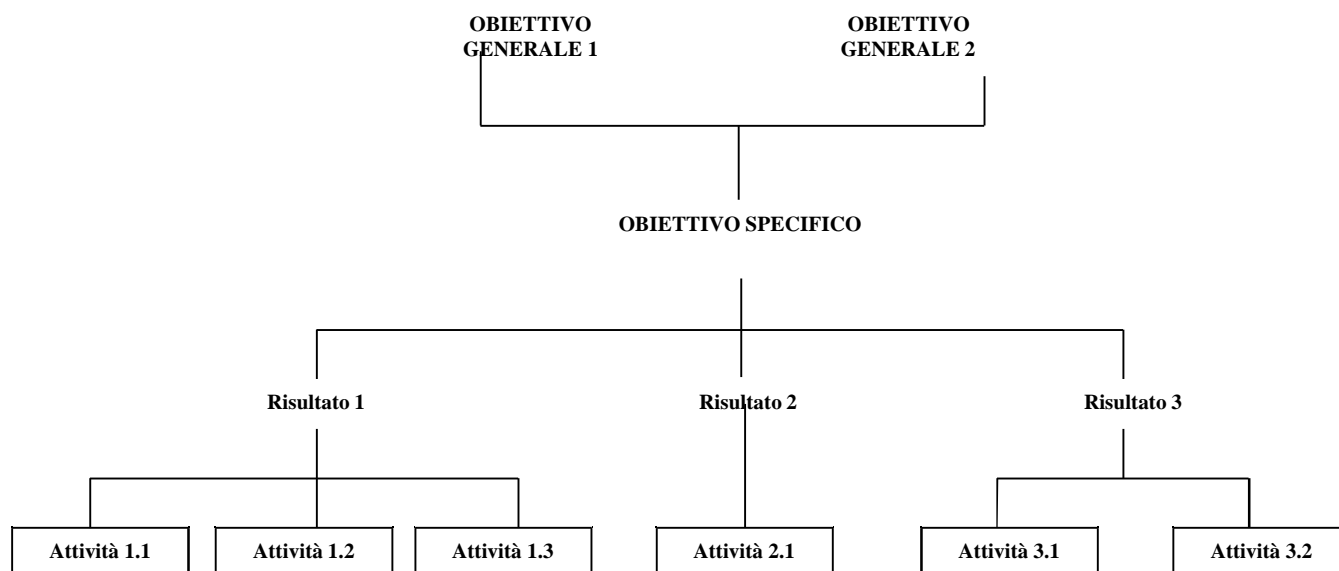 OBIETTIVO
GENERALE 1
OBIETTIVO
GENERALE 2
OBIETTIVO SPECIFICO
Risultato 1
Risultato 2
Risultato 3
Attività 1.1
Attività 1.2
Attività 1.3
Attività 2.1
Attività 3.1
Attività 3.2